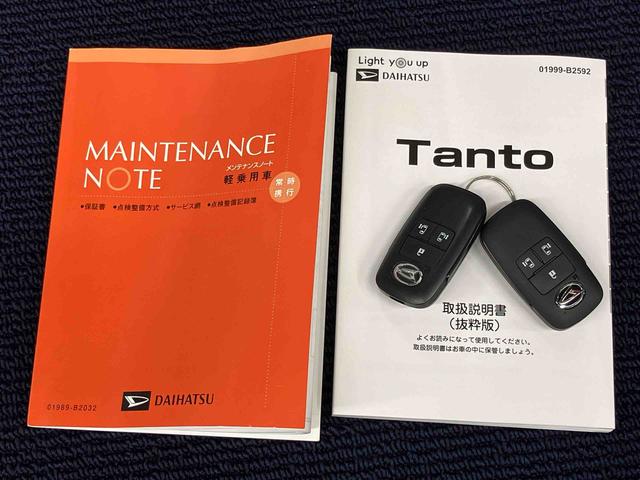 MAINTENANCE
NOTE
メンテナンスノート
軽乗用車
常時
携行
●保証書 ●点検整備方式 ●サービス網 ●点検整備記録簿
01989-B2032
DAIHATSU
Light you up
DAIHATSU
01999-B2592
Tanto
取扱説明書
（抜粋版）
よくお読みになって使用してください。
取扱説明書はお車の中に保管しましょう。